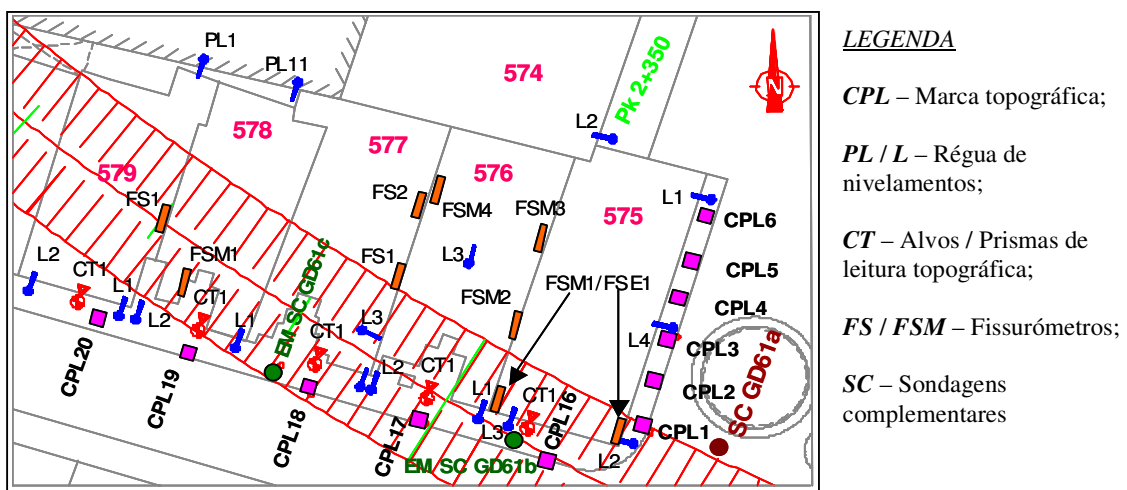 PL1
PL11
574
Pk 2+350
N
L2
578
577
576
575
579
FS1
FS2
FSM4
FSM3
L1
CPL6
CPL5
CPL4
CPL3
CPL2
CPL1
L4
L3
FS1
FSM2
FSM1/FSE1
FSM1
L2
CT1
L1
L2
CT1
L1
EM SC GD61c
L3
CT1
L2
CT1
L1
CT1
L3
L2
CPL20
CPL19
CPL18
CPL17
CPL16
EM SC GD61b
SC GD61a
LEGENDA
CPL – Marca topográfica;
PL / L – Régua de
nivelamentos;
CT – Alvos / Prismas de
leitura topográfica;
FS / FSM – Fissurómetros;
SC – Sondagens
complementares